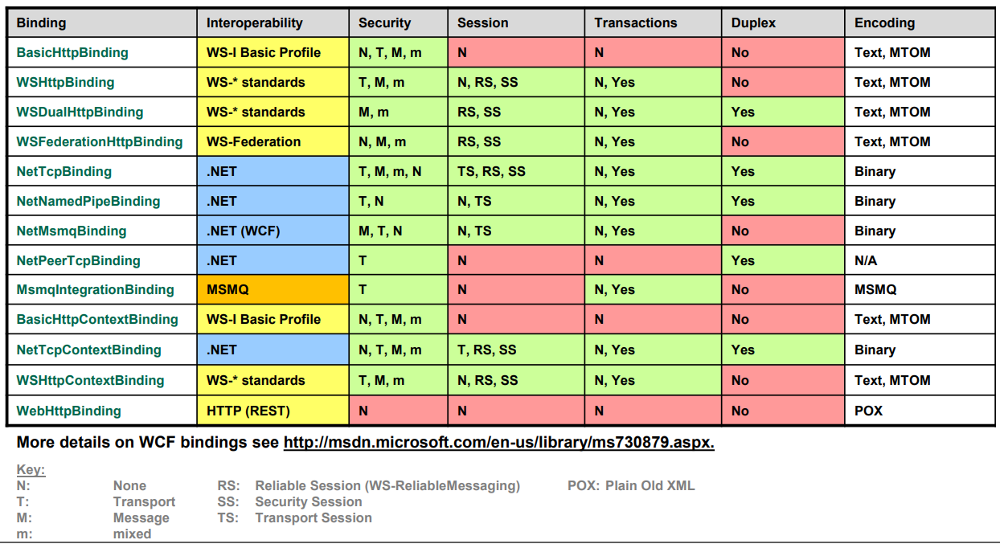 Binding Interoperability Security Session Transactions Duplex Encoding
BasicHttpBinding WS-I Basic Profile N, T, M, m N N No Text, MTOM
WSHttpBinding WS-* standards T, M, m N, RS, SS N, Yes No Text, MTOM
WSDualHttpBinding WS-* standards M, m RS, SS N, Yes Yes Text, MTOM
WSFederationHttpBinding WS-Federation N, M, m RS, SS N, Yes No Text, MTOM
NetTcpBinding .NET T, M, m, N TS, RS, SS N, Yes Yes Binary
NetNamedPipeBinding .NET T, N N, TS N, Yes Yes Binary
NetMsmqBinding .NET (WCF) M, T, N N, TS N, Yes No Binary
NetPeerTcpBinding .NET T N N Yes N/A
MsmqIntegrationBinding MSMQ T N N, Yes No MSMQ
BasicHttpContextBinding WS-I Basic Profile N, T, M, m N N No Text, MTOM
NetTcpContextBinding .NET N, T, M, m T, RS, SS N, Yes Yes Binary
WSHttpContextBinding WS-* standards T, M, m N, RS, SS N, Yes No Text, MTOM
WebHttpBinding HTTP (REST) N N N No POX
More details on WCF bindings see http://msdn.microsoft.com/en-us/library/ms730879.aspx.
Key:
N: None RS: Reliable Session (WS-ReliableMessaging) POX: Plain Old XML
T: Transport SS: Security Session
M: Message TS: Transport Session
m: mixed